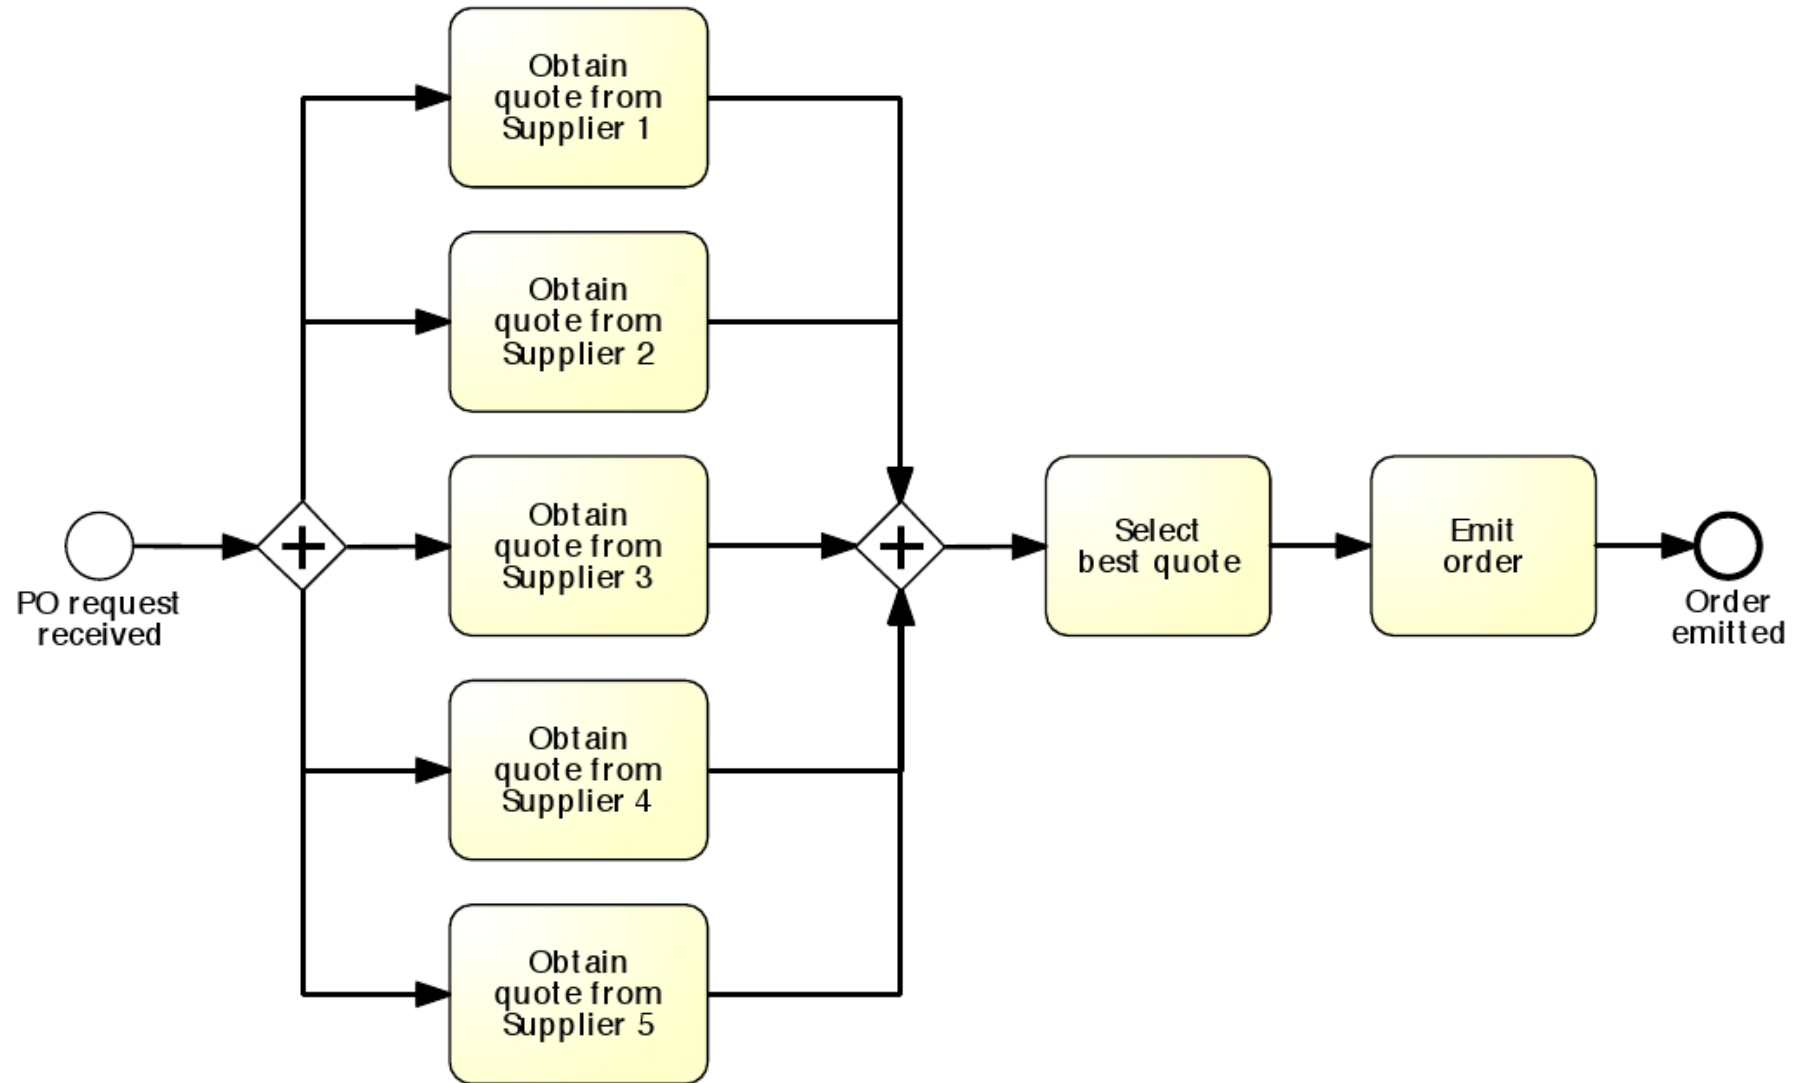 Obtain
quote from
Supplier 1
Obtain
quote from
Supplier 2
PO request
received
Obtain
quote from
Supplier 3
Select
best quote
Emit
order
Order
emitted
Obtain
quote from
Supplier 4
Obtain
quote from
Supplier 5